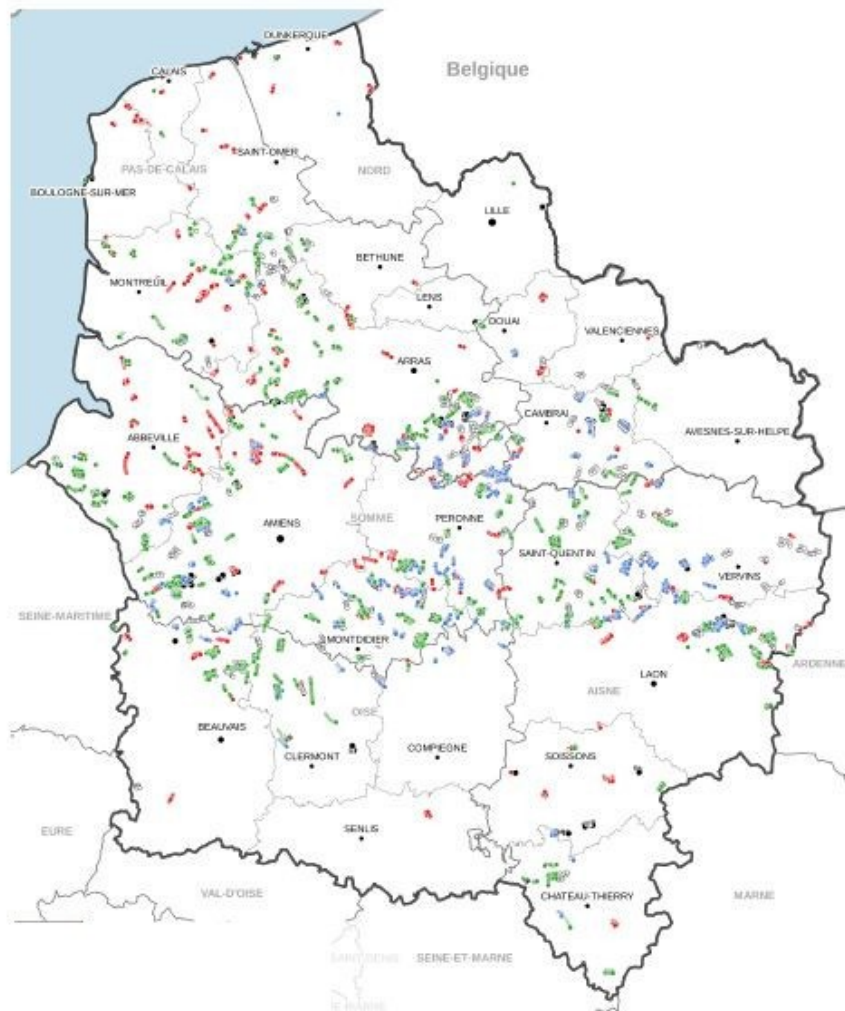 DUNKERQUE
CALAIS
Belgique
SAINT-OMER
PAS-DE-CALAIS
NORD
BOULOGNE-SUR-MER
LILLE
BETHUNE
MONTREUIL
LENS
DOUAI
VALENCIENNES
ARRAS
CAMBRAI
ABBEVILLE
AVESNES-SUR-HELPE
AMIENS
SOMME
PERONNE
SAINT-QUENTIN
VERVINS
SEINE-MARITIME
MONTDIDIER
LAON
ARDENNE
AISNE
OISE
BEAUVAIS
COMPIEGNE
CLERMONT
SOISSONS
EURE
SENLIS
VAL-D'OISE
CHATEAU-THIERRY
MARNE
SAINT-DENIS
SEINE-ET-MARNE